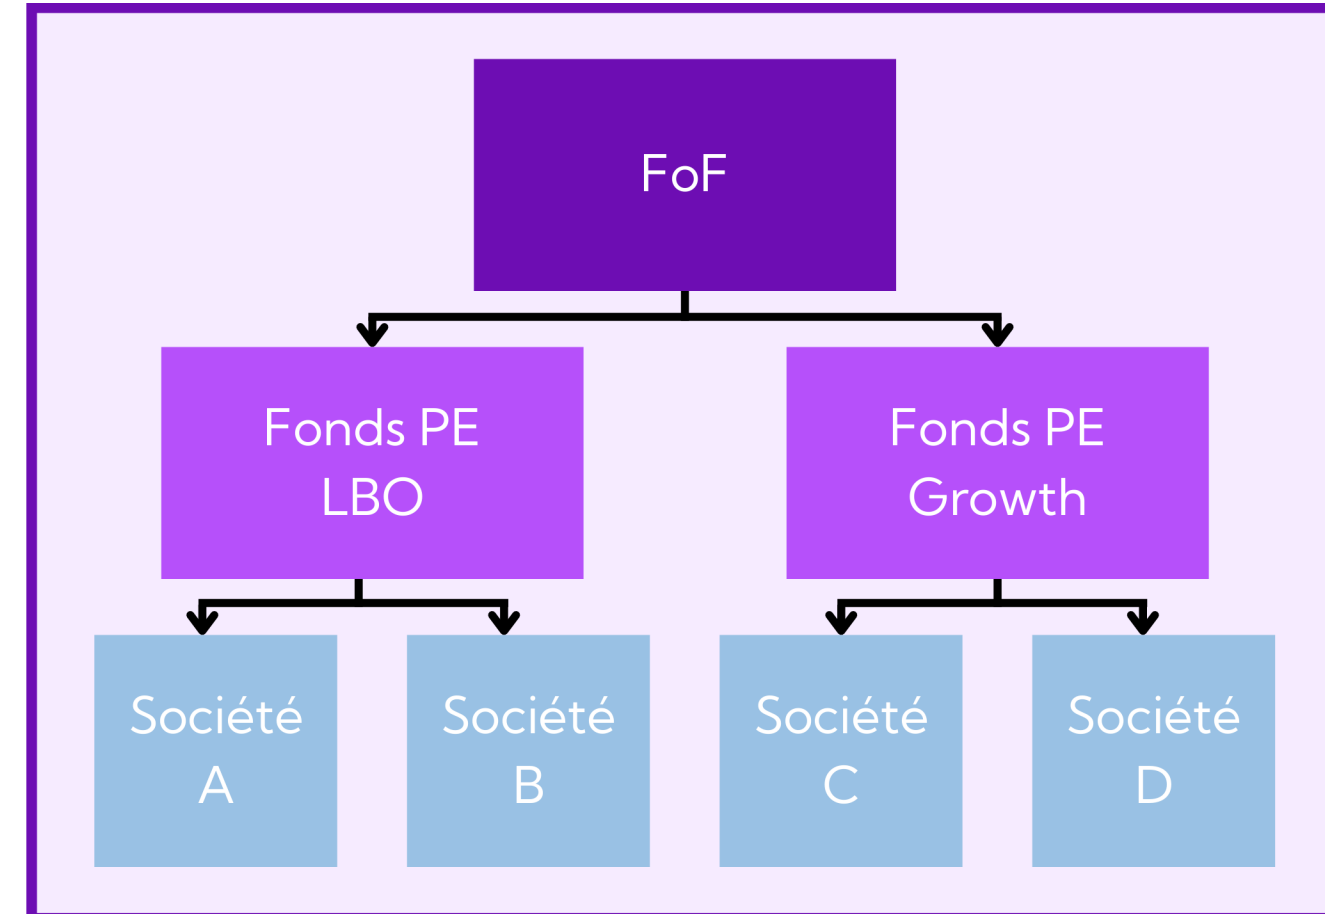 FoF
Fonds PE
LBO
Fonds PE
Growth
Société
A
Société
B
Société
C
Société
D